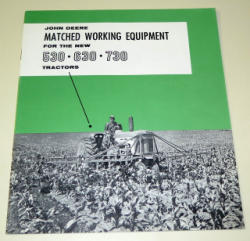 JOHN DEERE
MATCHED WORKING EQUIPMENT
FOR THE NEW
530 • 630 • 730
TRACTORS